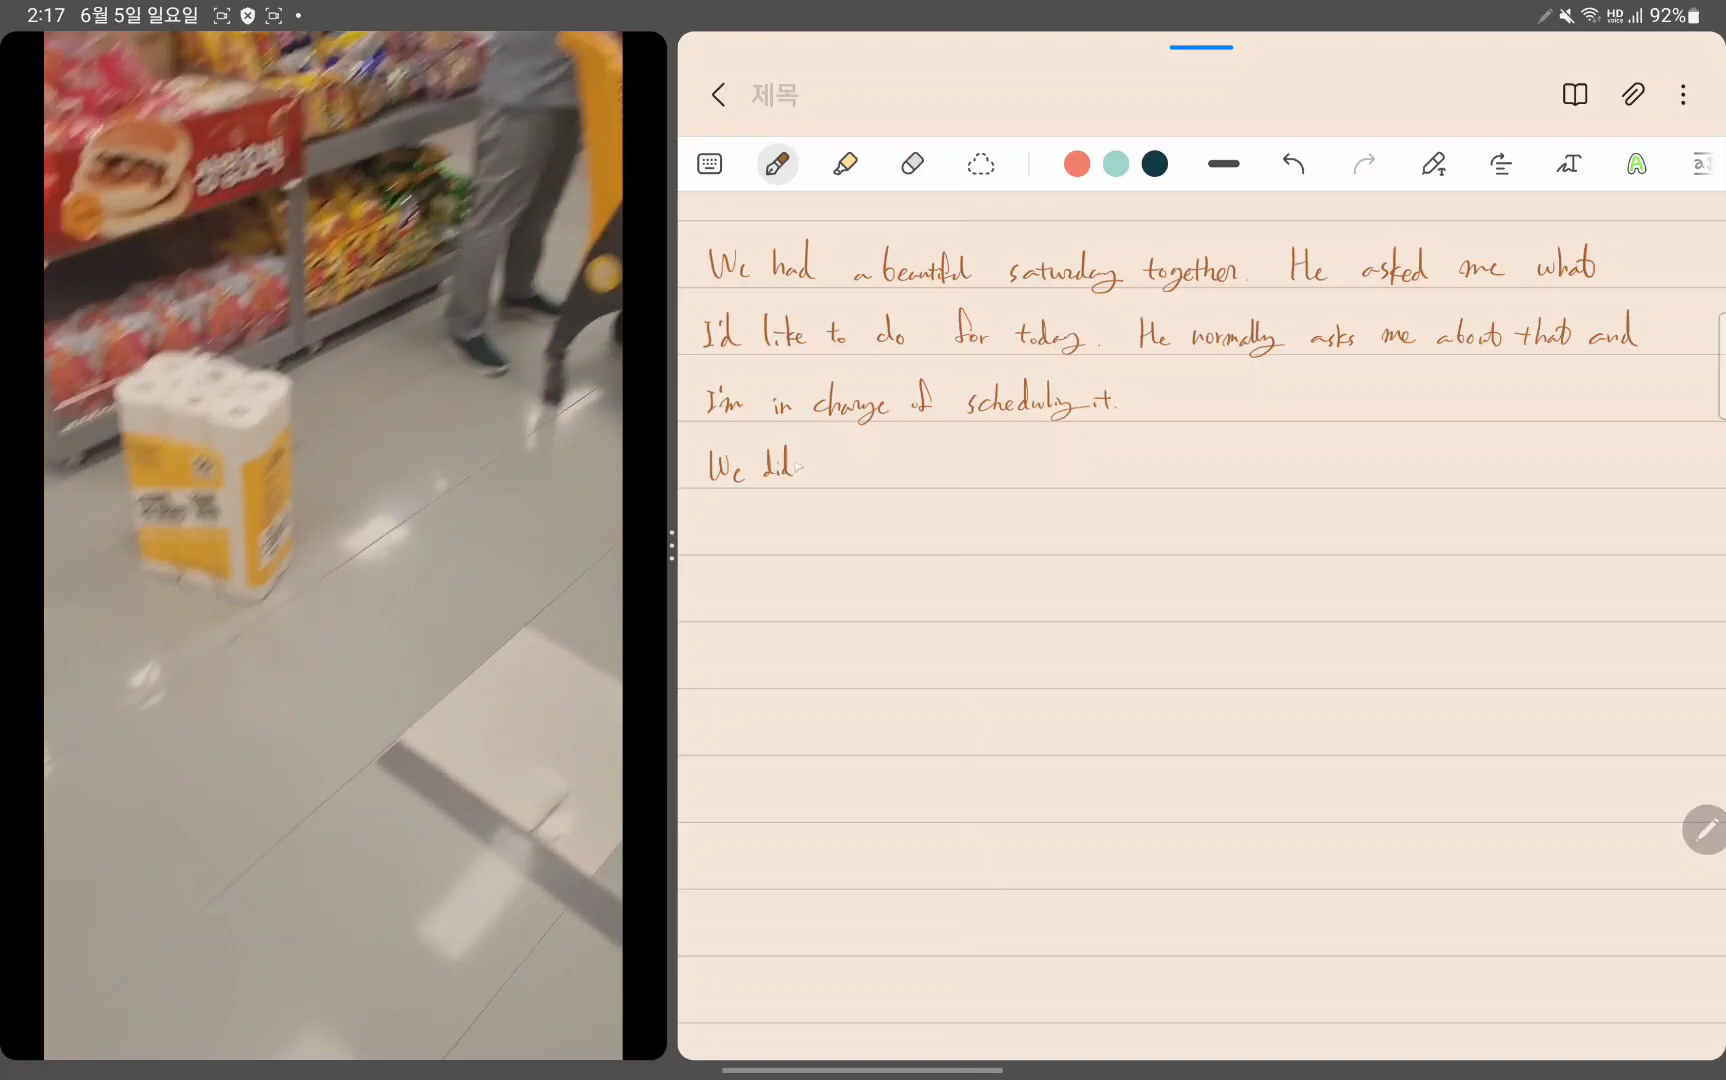 2:17 6월 5일 일요일
HD voice 92%
제목
We had a beautiful saturday together. He asked me what
I'd like to do for today. He normally asks me about that and
I'm in charge of scheduling it.
We did